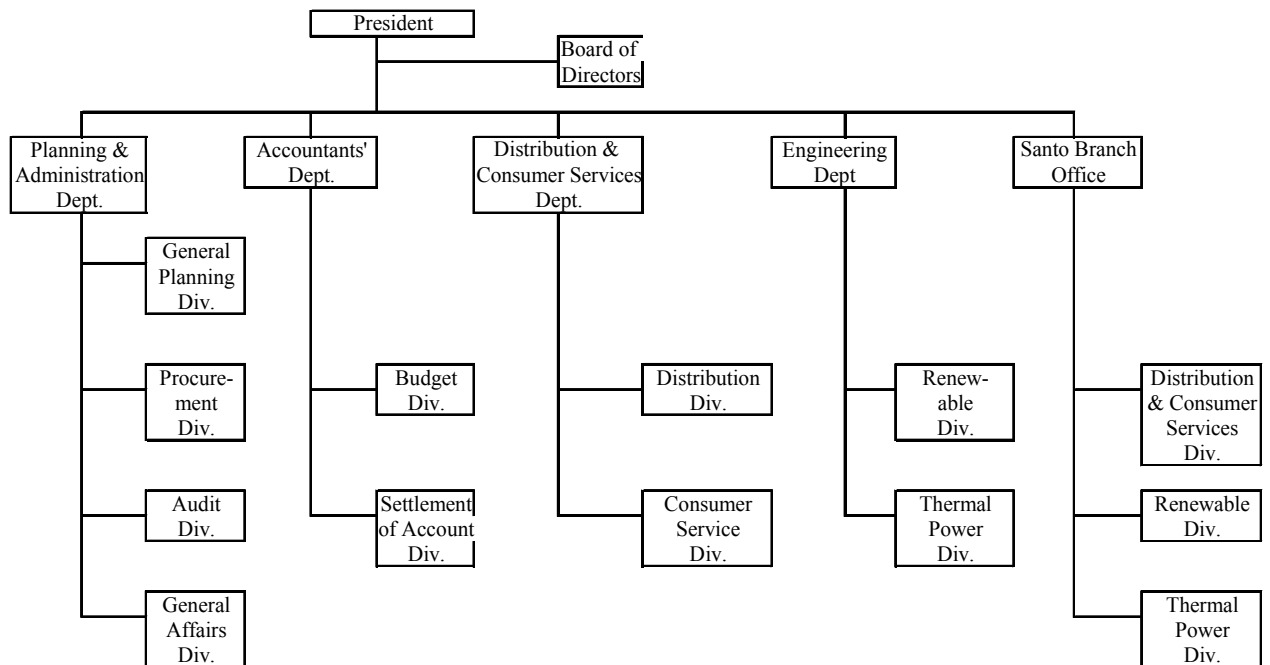 President
Board of
Directors
Planning &
Administration
Dept.
Accountants'
Dept.
Distribution &
Consumer Services
Dept.
Engineering
Dept
Santo Branch
Office
General
Planning
Div.
Procure-
ment
Div.
Budget
Div.
Distribution
Div.
Renew-
able
Div.
Distribution
& Consumer
Services
Div.
Audit
Div.
Settlement
of Account
Div.
Consumer
Service
Div.
Thermal
Power
Div.
Renewable
Div.
General
Affairs
Div.
Thermal
Power
Div.